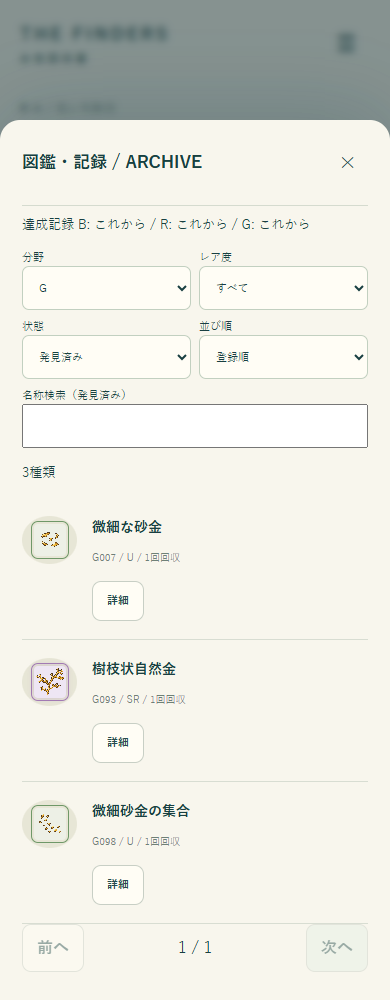 THE FINDERS
図鑑・記録 / ARCHIVE
達成記録 B: これから / R: これから / G: これから
分野
レア度
G
すべて
状態
並び順
発見済み
登録順
名称検索（発見済み）
3種類
微細な砂金
G007 / U / 1回回収
詳細
樹枝状自然金
G093 / SR / 1回回収
詳細
微細砂金の集合
G098 / U / 1回回収
詳細
前へ
1 / 1
次へ